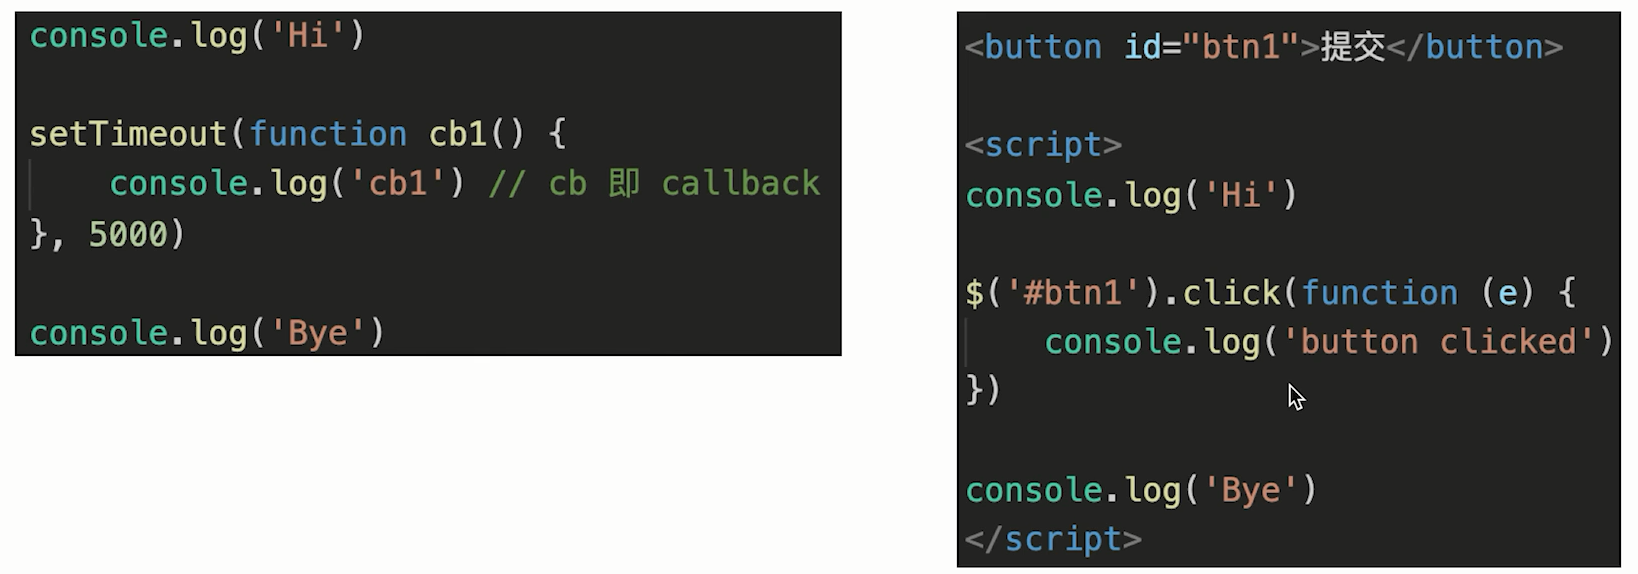 console.log('Hi')
setTimeout(function cb1() {
    console.log('cb1') // cb 即 callback
}, 5000)
console.log('Bye')
<button id="btn1">提交</button>
<script>
console.log('Hi')
$('#btn1').click(function (e) {
    console.log('button clicked')
})
console.log('Bye')
</script>